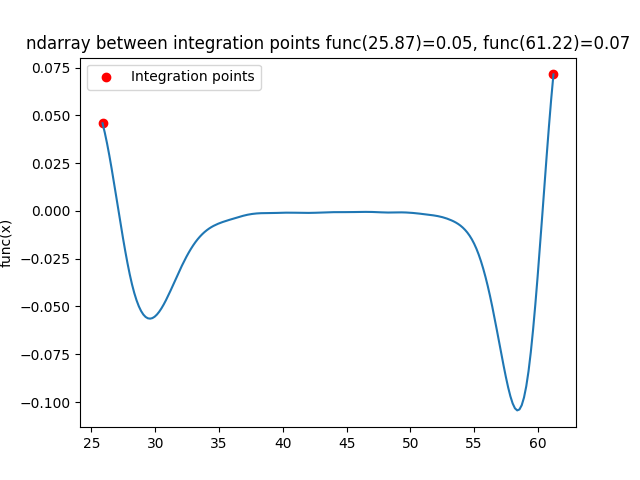 ndarray between integration points func(25.87)=0.05, func(61.22)=0.07
Integration points
0.075
0.050
0.025
0.000
−0.025
−0.050
−0.075
−0.100
func(x)
25 30 35 40 45 50 55 60